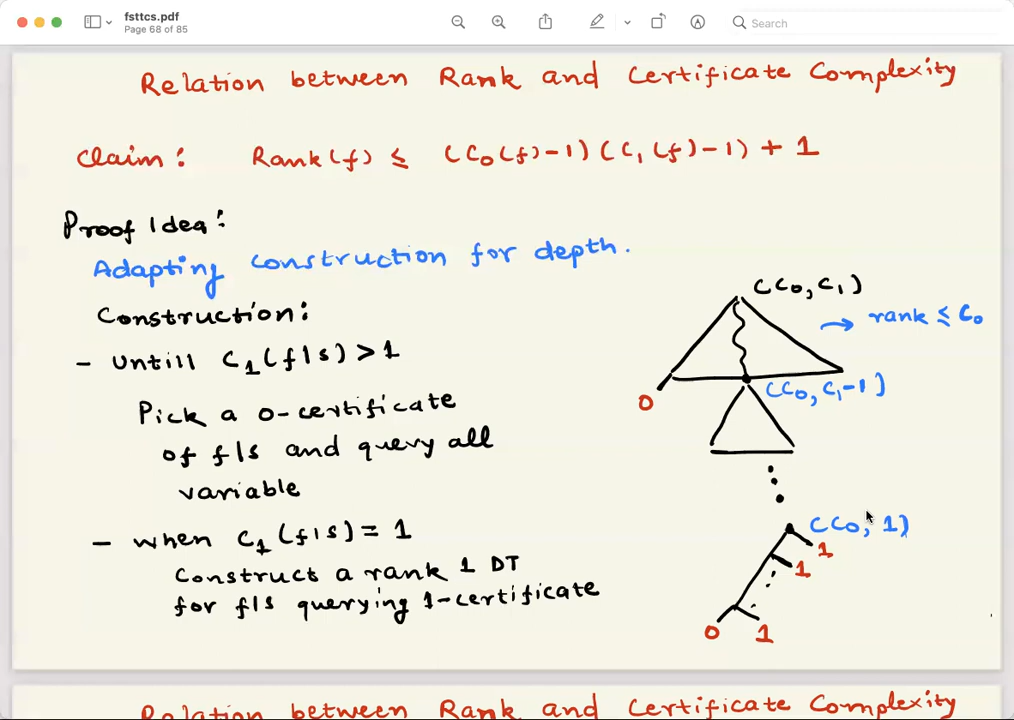 fsttcs.pdf
Page 68 of 85
Search
Relation between Rank and Certificate Complexity
Claim: Rank(f) ≤ (C₀(f)-1)(C₁(f)-1) + 1
Proof Idea:
Adapting construction for depth.
Construction:
- Untill C₁(f|s) > 1
Pick a 0-certificate
of f|s and query all
variable
- when C₁(f|s) = 1
Construct a rank 1 DT
for f|s querying 1-certificate
(C₀, C₁)
→ rank ≤ C₀
0
(C₀, C₁-1)
(C₀, 1)
1
1
0
1
Relation between Rank and Certificate Complexity